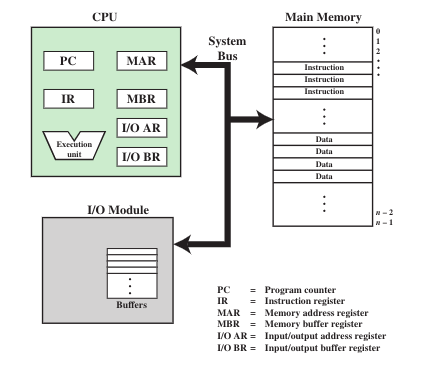 CPU
Main Memory
System
Bus
0
1
2
PC
MAR
IR
MBR
I/O AR
Execution
unit
I/O BR
Instruction
Instruction
Instruction
Data
Data
Data
Data
n – 2
n – 1
I/O Module
Buffers
PC = Program counter
IR = Instruction register
MAR = Memory address register
MBR = Memory buffer register
I/O AR = Input/output address register
I/O BR = Input/output buffer register